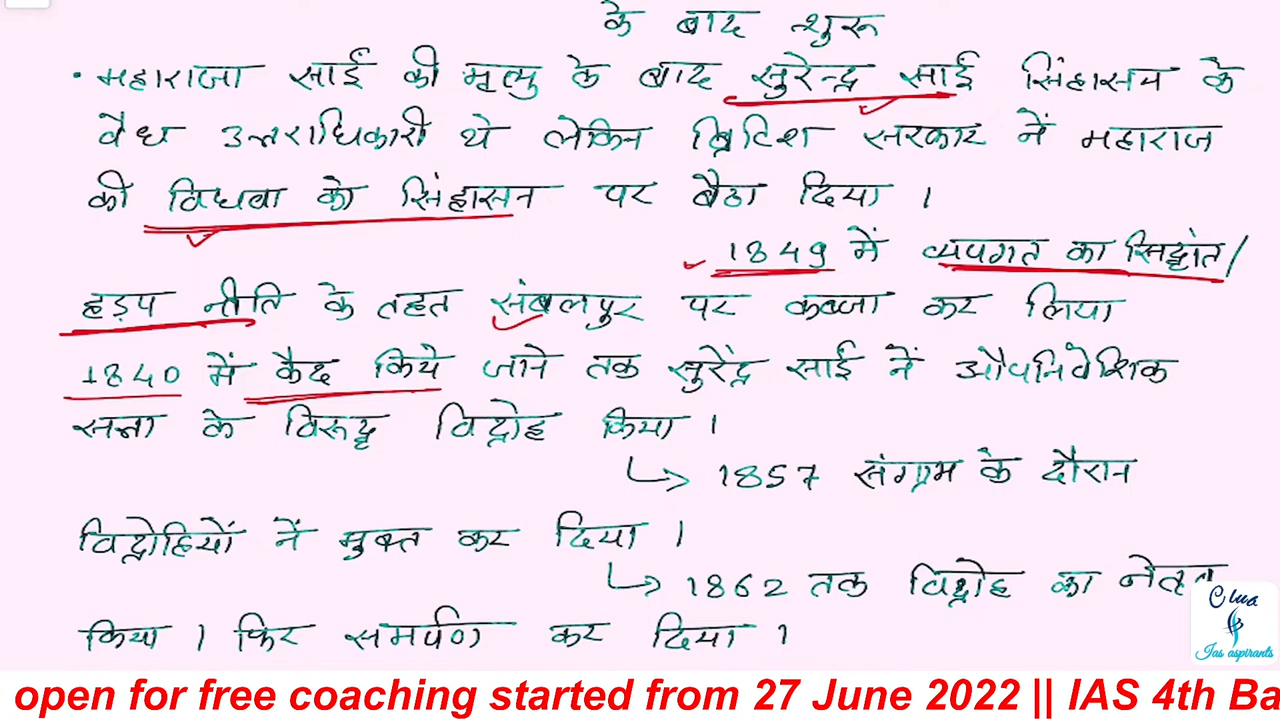 के बाद शुरू
• महाराजा साई की मृत्यु के बाद सुरेन्द्र साई सिंहासन के
वैध उत्तराधिकारी थे लेकिन ब्रिटिश सरकार नें महाराज
की विधवा को सिंहासन पर बैठा दिया ।
1849 में व्यपगत का सिद्धांत/
हड़प नीति के तहत संबलपुर पर कब्जा कर लिया
1840 में कैद किये जाने तक सुरेंद्र साई नें औपनिवेशिक
सत्ता के विरुद्ध विद्रोह किया ।
↳ 1857 संग्राम के दौरान
विद्रोहियों नें मुक्त कर दिया ।
↳ 1862 तक विद्रोह का नेतृत्व
किया । फिर समर्पण कर दिया ।
Clua
Ias aspirants
open for free coaching started from 27 June 2022 || IAS 4th Ba